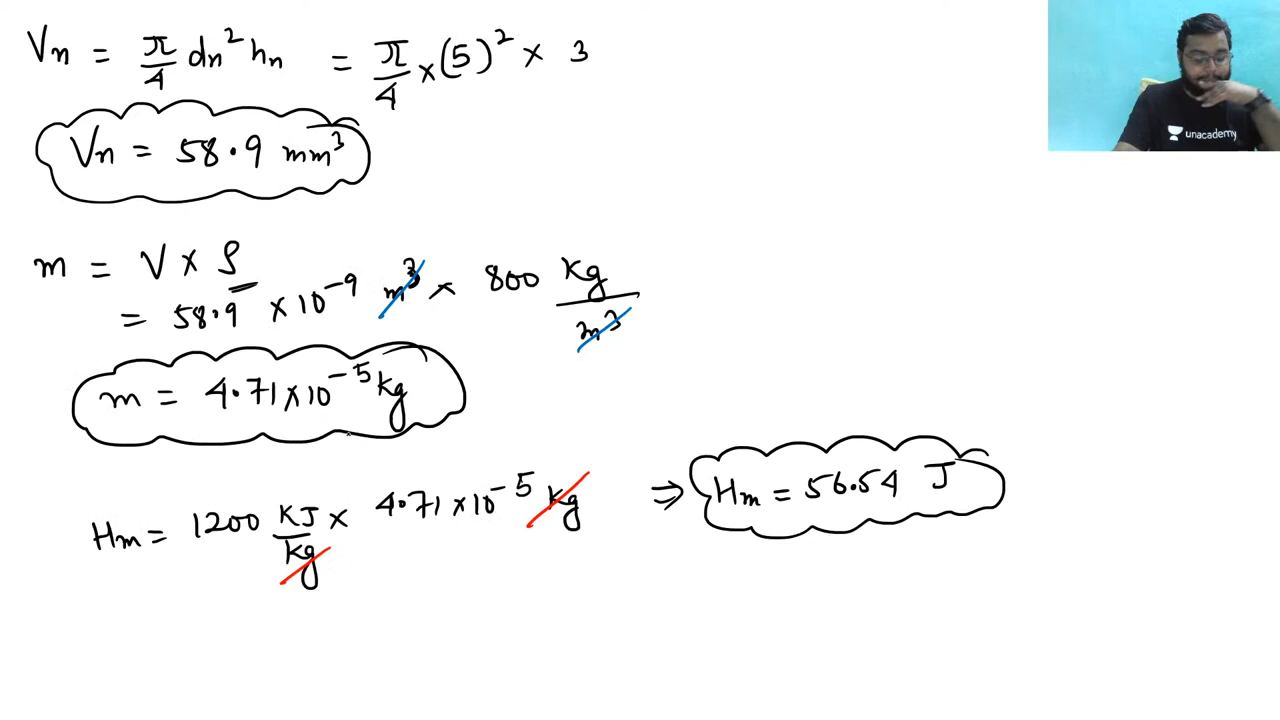 Vn = π/4 dn² hn = π/4 × (5)² × 3
Vn = 58.9 mm³
m = V × ρ
= 58.9 × 10⁻⁹ m³ × 800 kg/m³
m = 4.71 × 10⁻⁵ kg
Hm = 1200 KJ/kg × 4.71 × 10⁻⁵ kg ⇒ Hm = 56.54 J
unacademy